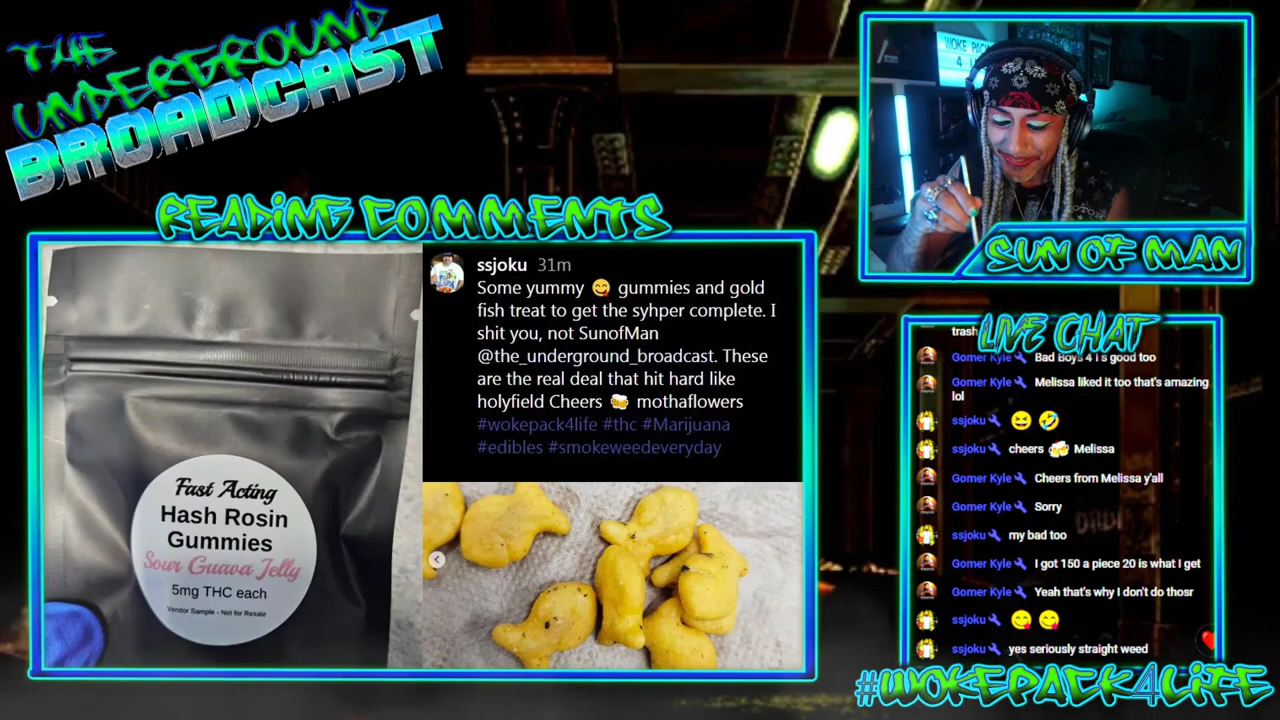 THE
UNDERGROUND
BROADCAST
READING COMMENTS
Fast Acting
Hash Rosin
Gummies
Sour Guava Jelly
5mg THC each
Vendor Sample - Not for Resale
ssjoku 31m
Some yummy 😋 gummies and gold
fish treat to get the syhper complete. I
shit you, not SunofMan
@the_underground_broadcast. These
are the real deal that hit hard like
holyfield Cheers 🍻 mothaflowers
#wokepack4life #thc #Marijuana
#edibles #smokeweedeveryday
WOKE PACK
4
SUN OF MAN
LIVE CHAT
trash
Gomer Kyle Bad Boys 4 I s good too
Gomer Kyle Melissa liked it too that's amazing
lol
ssjoku 😆 🤣
ssjoku cheers 🍻 Melissa
Gomer Kyle Cheers from Melissa y'all
Gomer Kyle Sorry
ssjoku my bad too
Gomer Kyle I got 150 a piece 20 is what I get
Gomer Kyle Yeah that's why I don't do thosr
ssjoku 😋 😋
ssjoku yes seriously straight weed
#WOKEPACK4LIFE